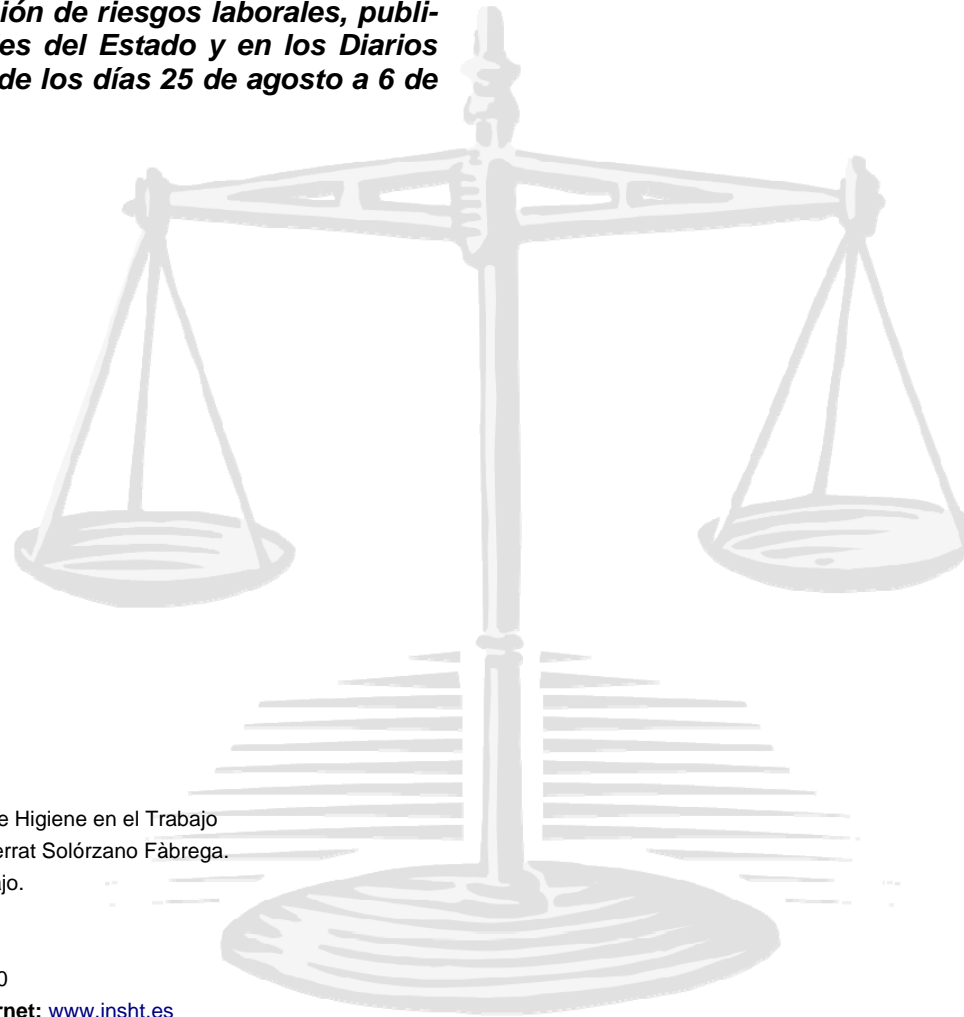 ión de riesgos laborales, publi-
es del Estado y en los Diarios
de los días 25 de agosto a 6 de
e Higiene en el Trabajo
errat Solórzano Fàbrega.
ajo.
0
rnet: www.insht.es